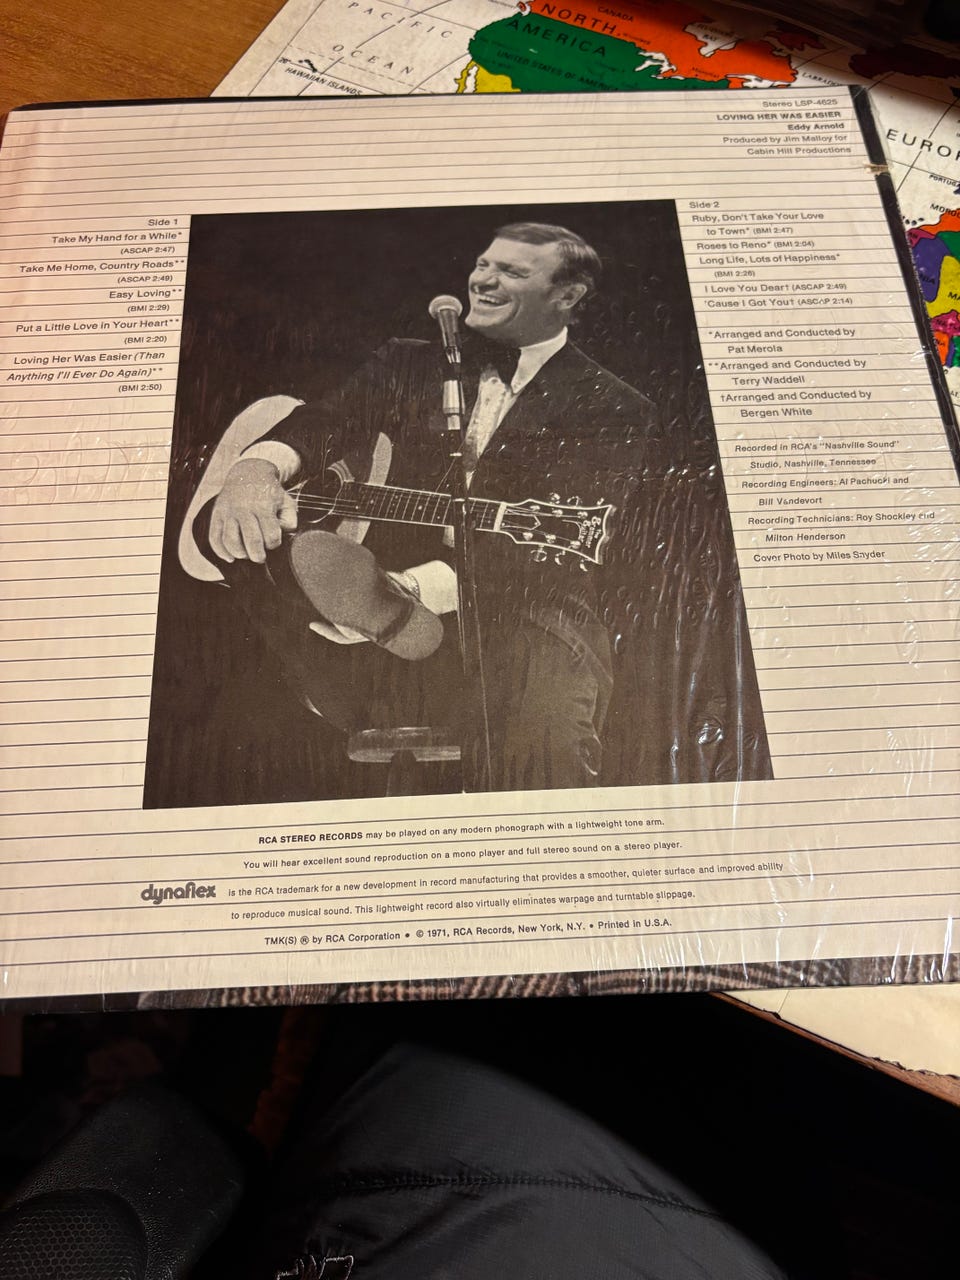 PACIFIC
OCEAN
HAWAIIAN ISLANDS
NORTH
AMERICA
UNITED STATES OF AMERICA
CANADA
BAY
EUROP
Stereo LSP-4625
LOVING HER WAS EASIER
Eddy Arnold
Produced by Jim Malloy for
Cabin Hill Productions
Side 1
Take My Hand for a While*
(ASCAP 2:47)
Take Me Home, Country Roads**
(ASCAP 2:49)
Easy Loving**
(BMI 2:29)
Put a Little Love in Your Heart**
(BMI 2:20)
Loving Her Was Easier (Than
Anything I'll Ever Do Again)**
(BMI 2:50)
Side 2
Ruby, Don't Take Your Love
to Town* (BMI 2:47)
Roses to Reno* (BMI 2:04)
Long Life, Lots of Happiness*
(BMI 2:26)
I Love You Dear† (ASCAP 2:49)
'Cause I Got You† (ASCAP 2:14)
*Arranged and Conducted by
Pat Merola
**Arranged and Conducted by
Terry Waddell
†Arranged and Conducted by
Bergen White
Recorded in RCA's "Nashville Sound"
Studio, Nashville, Tennessee
Recording Engineers: Al Pachucki and
Bill Vandevort
Recording Technicians: Roy Shockley and
Milton Henderson
Cover Photo by Miles Snyder
RCA STEREO RECORDS may be played on any modern phonograph with a lightweight tone arm.
You will hear excellent sound reproduction on a mono player and full stereo sound on a stereo player.
dynaflex is the RCA trademark for a new development in record manufacturing that provides a smoother, quieter surface and improved ability
to reproduce musical sound. This lightweight record also virtually eliminates warpage and turntable slippage.
TMK(S) ® by RCA Corporation • © 1971, RCA Records, New York, N.Y. • Printed in U.S.A.